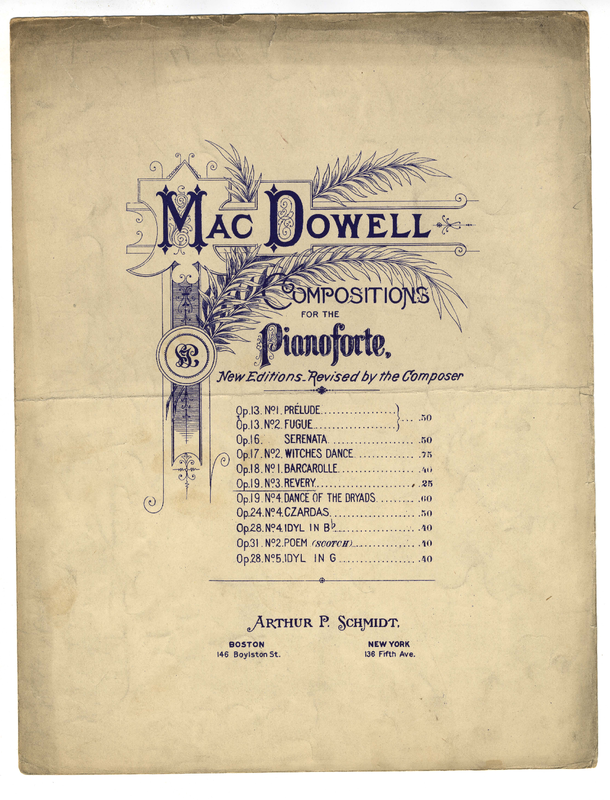 MAC DOWELL
COMPOSITIONS
FOR THE
Pianoforte,
New Editions-Revised by the Composer
Op.13. No1. PRÉLUDE.....................} ... .50
Op.13. No2. FUGUE.....................}
Op.16. SERENATA..................... .50
Op.17. No2. WITCHES DANCE................. .75
Op.18. No1. BARCAROLLE..................... .40
Op.19. No3. REVERY..................... .25
Op.19. No4. DANCE OF THE DRYADS......... .60
Op.24. No4. CZARDAS..................... .50
Op.28. No4. IDYL IN B♭..................... .40
Op.31. No2. POEM (SCOTCH)................. .40
Op.28. No5. IDYL IN G..................... .40
ARTHUR P. SCHMIDT.
BOSTON NEW YORK
146 Boylston St. 136 Fifth Ave.